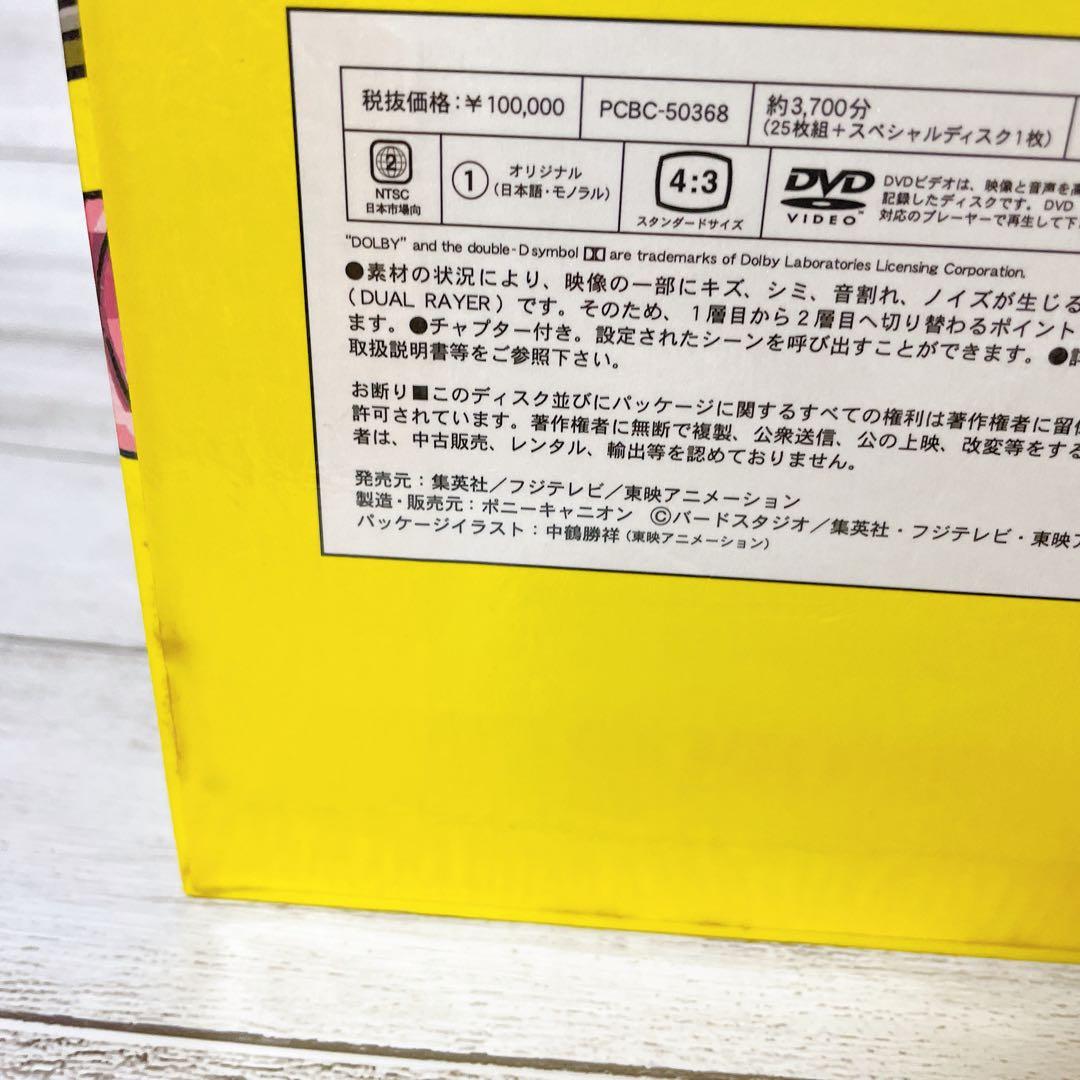 税抜価格:¥100,000
PCBC-50368
約3,700分
(25枚組+スペシャルディスク1枚)
2
NTSC
日本市場向
1
オリジナル
(日本語・モノラル)
4:3
スタンダードサイズ
DVD
VIDEO™
DVDビデオは、映像と音声を高
記録したディスクです。DVD
対応のプレーヤーで再生して下
"DOLBY" and the double-D symbol are trademarks of Dolby Laboratories Licensing Corporation.
●素材の状況により、映像の一部にキズ、シミ、音割れ、ノイズが生じる
(DUAL RAYER)です。そのため、1層目から2層目へ切り替わるポイント
ます。●チャプター付き。設定されたシーンを呼び出すことができます。●
取扱説明書等をご参照下さい。
お断り■このディスク並びにパッケージに関するすべての権利は著作権者に留保
許可されています。著作権者に無断で複製、公衆送信、公の上映、改変等をする
者は、中古販売、レンタル、輸出等を認めておりません。
発売元:集英社/フジテレビ/東映アニメーション
製造・販売元:ポニーキャニオン ©バードスタジオ/集英社・フジテレビ・東映ア
パッケージイラスト:中鶴勝祥(東映アニメーション)